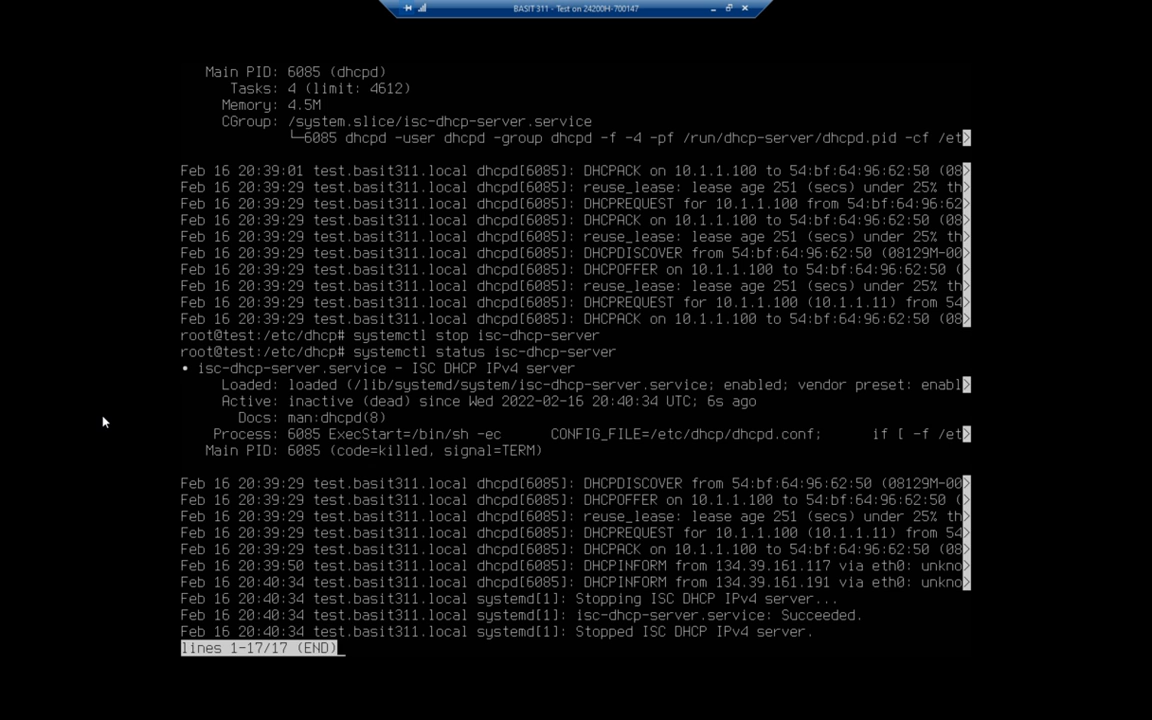 BASIT 311 - Test on 24200H-700147
Main PID: 6085 (dhcpd)
Tasks: 4 (limit: 4612)
Memory: 4.5M
CGroup: /system.slice/isc-dhcp-server.service
└─6085 dhcpd -user dhcpd -group dhcpd -f -4 -pf /run/dhcp-server/dhcpd.pid -cf /et>
Feb 16 20:39:01 test.basit311.local dhcpd[6085]: DHCPACK on 10.1.1.100 to 54:bf:64:96:62:50 (08>
Feb 16 20:39:29 test.basit311.local dhcpd[6085]: reuse_lease: lease age 251 (secs) under 25% th>
Feb 16 20:39:29 test.basit311.local dhcpd[6085]: DHCPREQUEST for 10.1.1.100 from 54:bf:64:96:62>
Feb 16 20:39:29 test.basit311.local dhcpd[6085]: DHCPACK on 10.1.1.100 to 54:bf:64:96:62:50 (08>
Feb 16 20:39:29 test.basit311.local dhcpd[6085]: reuse_lease: lease age 251 (secs) under 25% th>
Feb 16 20:39:29 test.basit311.local dhcpd[6085]: DHCPDISCOVER from 54:bf:64:96:62:50 (08129M-00>
Feb 16 20:39:29 test.basit311.local dhcpd[6085]: DHCPOFFER on 10.1.1.100 to 54:bf:64:96:62:50 (>
Feb 16 20:39:29 test.basit311.local dhcpd[6085]: reuse_lease: lease age 251 (secs) under 25% th>
Feb 16 20:39:29 test.basit311.local dhcpd[6085]: DHCPREQUEST for 10.1.1.100 (10.1.1.11) from 54>
Feb 16 20:39:29 test.basit311.local dhcpd[6085]: DHCPACK on 10.1.1.100 to 54:bf:64:96:62:50 (08>
root@test:/etc/dhcp# systemctl stop isc-dhcp-server
root@test:/etc/dhcp# systemctl status isc-dhcp-server
• isc-dhcp-server.service - ISC DHCP IPv4 server
Loaded: loaded (/lib/systemd/system/isc-dhcp-server.service; enabled; vendor preset: enabl>
Active: inactive (dead) since Wed 2022-02-16 20:40:34 UTC; 6s ago
Docs: man:dhcpd(8)
Process: 6085 ExecStart=/bin/sh -ec      CONFIG_FILE=/etc/dhcp/dhcpd.conf;      if [ -f /et>
Main PID: 6085 (code=killed, signal=TERM)
Feb 16 20:39:29 test.basit311.local dhcpd[6085]: DHCPDISCOVER from 54:bf:64:96:62:50 (08129M-00>
Feb 16 20:39:29 test.basit311.local dhcpd[6085]: DHCPOFFER on 10.1.1.100 to 54:bf:64:96:62:50 (>
Feb 16 20:39:29 test.basit311.local dhcpd[6085]: reuse_lease: lease age 251 (secs) under 25% th>
Feb 16 20:39:29 test.basit311.local dhcpd[6085]: DHCPREQUEST for 10.1.1.100 (10.1.1.11) from 54>
Feb 16 20:39:29 test.basit311.local dhcpd[6085]: DHCPACK on 10.1.1.100 to 54:bf:64:96:62:50 (08>
Feb 16 20:39:50 test.basit311.local dhcpd[6085]: DHCPINFORM from 134.39.161.117 via eth0: unkno>
Feb 16 20:40:34 test.basit311.local dhcpd[6085]: DHCPINFORM from 134.39.161.191 via eth0: unkno>
Feb 16 20:40:34 test.basit311.local systemd[1]: Stopping ISC DHCP IPv4 server...
Feb 16 20:40:34 test.basit311.local systemd[1]: isc-dhcp-server.service: Succeeded.
Feb 16 20:40:34 test.basit311.local systemd[1]: Stopped ISC DHCP IPv4 server.
lines 1-17/17 (END)